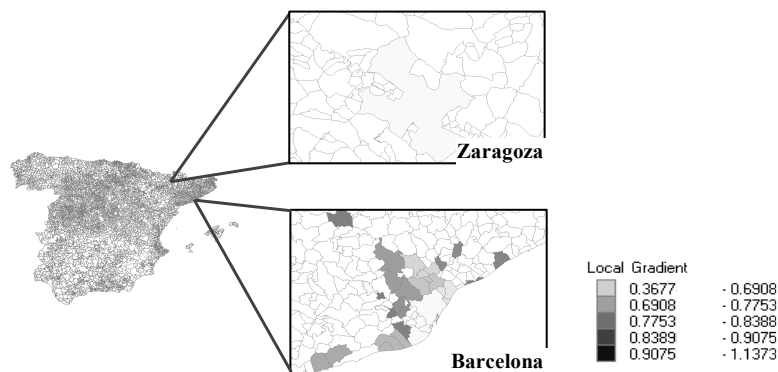 Zaragoza
Barcelona
Local Gradient
0.3677 - 0.6908
0.6908 - 0.7753
0.7753 - 0.8388
0.8389 - 0.9075
0.9075 - 1.1373